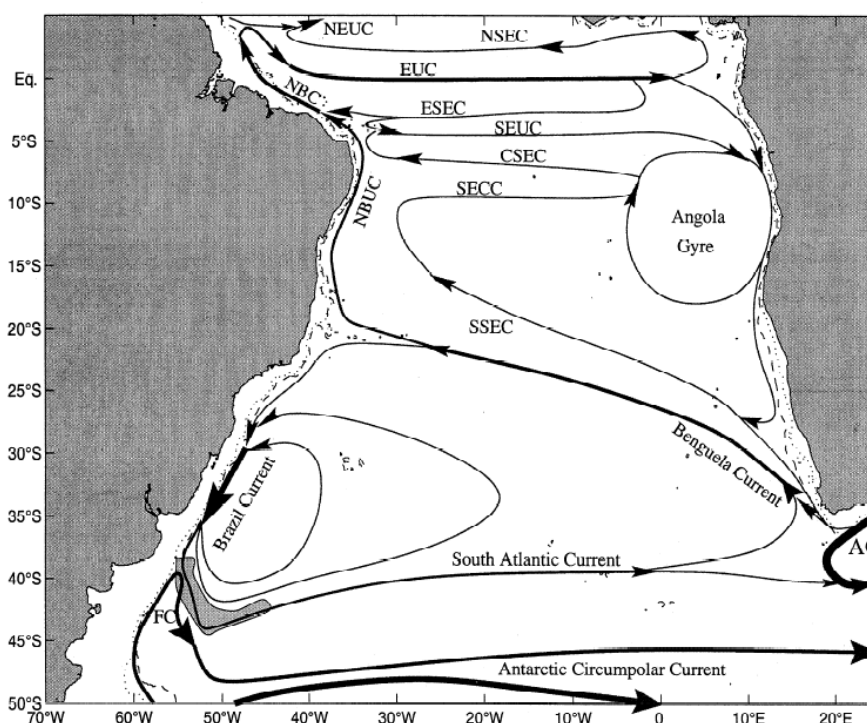 NEUC
NSEC
EUC
Eq.
NBC
ESEC
SEUC
5°S
CSEC
SECC
NBUC
10°S
Angola
Gyre
15°S
SSEC
20°S
25°S
Benguela Current
30°S
Brazil Current
35°S
South Atlantic Current
40°S
FC
45°S
Antarctic Circumpolar Current
50°S
70°W 60°W 50°W 40°W 30°W 20°W 10°W 0 10°E 20°E